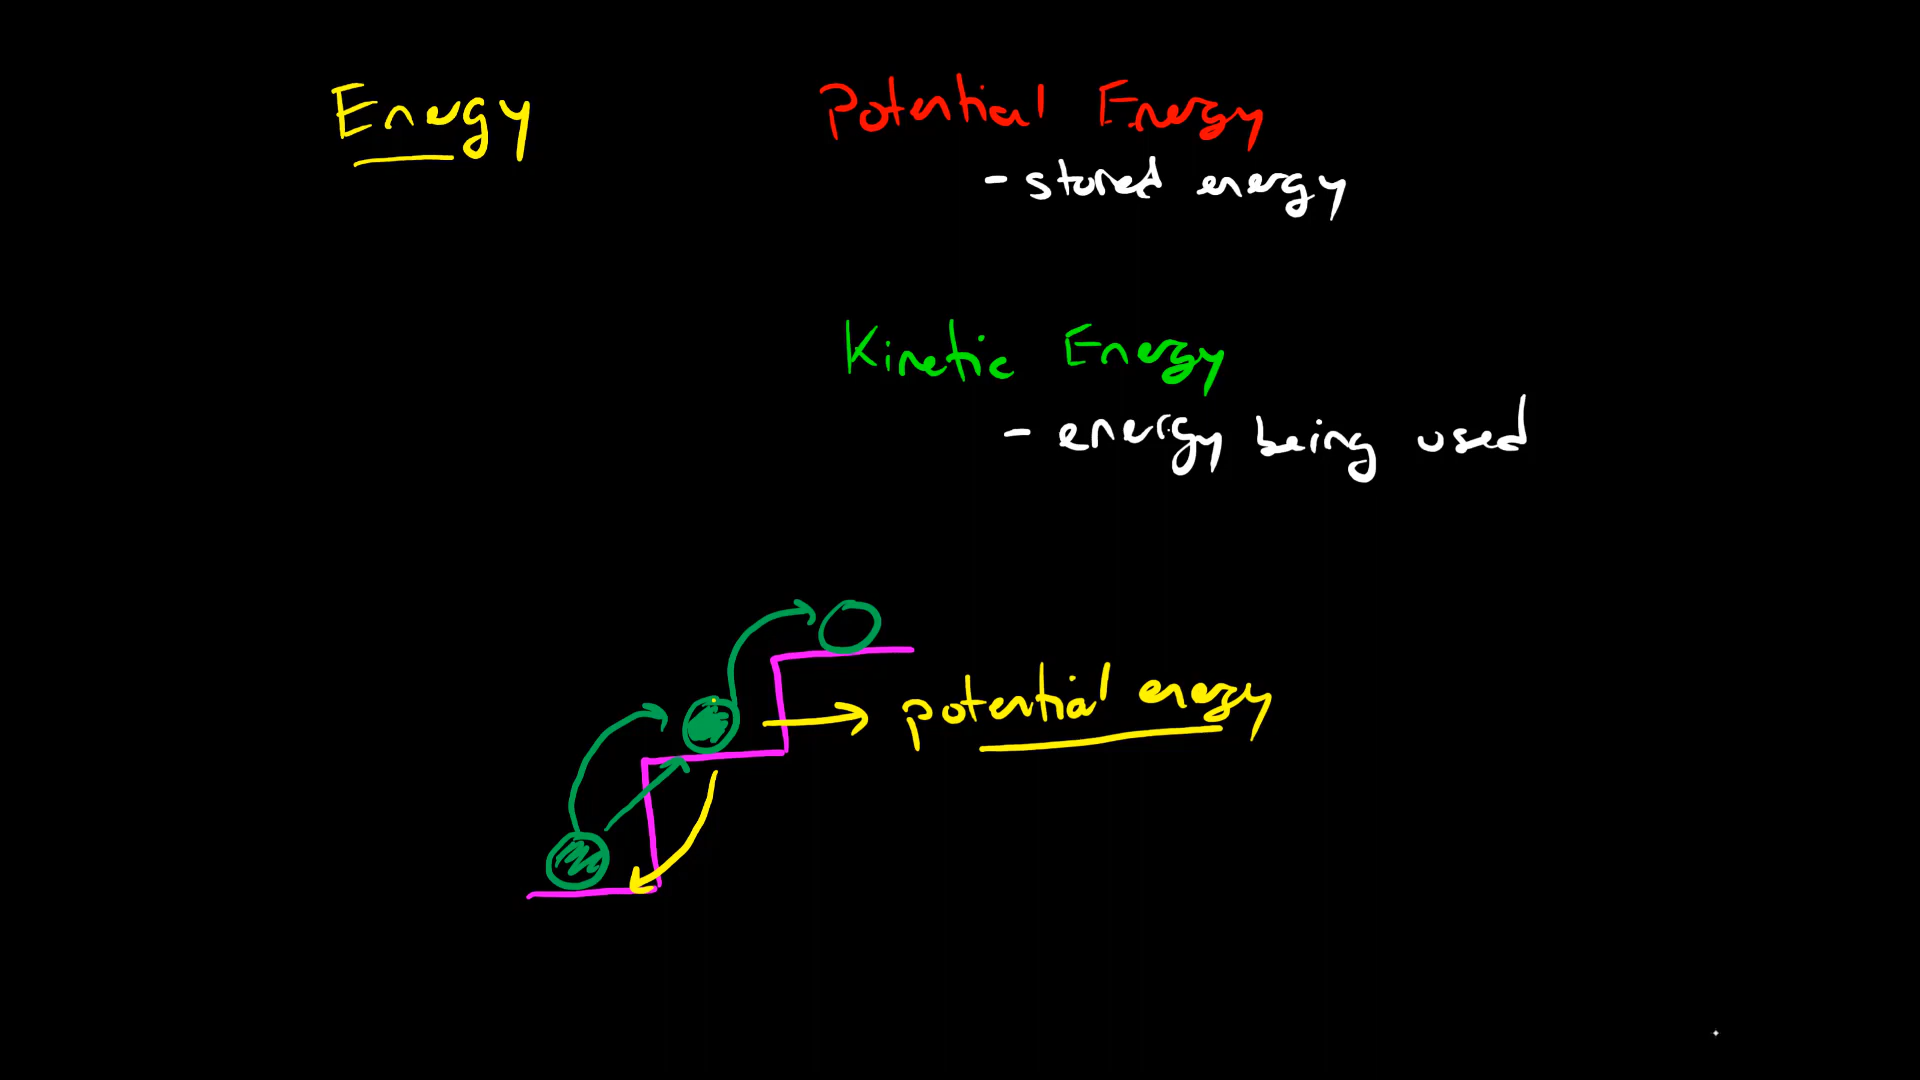 Energy
Potential Energy
- stored energy
Kinetic Energy
- energy being used
potential energy